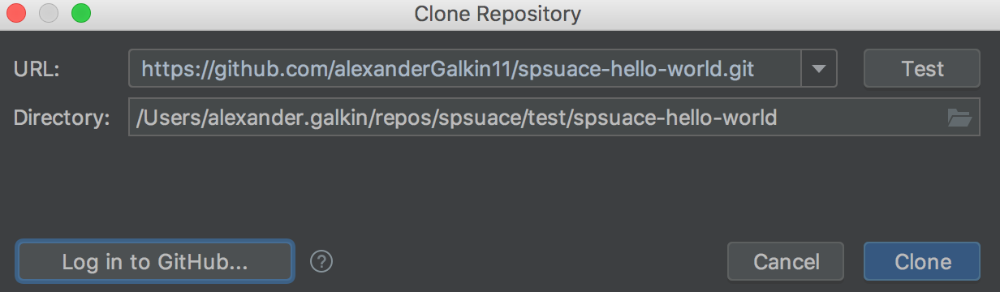 Clone Repository
URL: https://github.com/alexanderGalkin11/spsuace-hello-world.git Test
Directory: /Users/alexander.galkin/repos/spsuace/test/spsuace-hello-world
Log in to GitHub... ? Cancel Clone